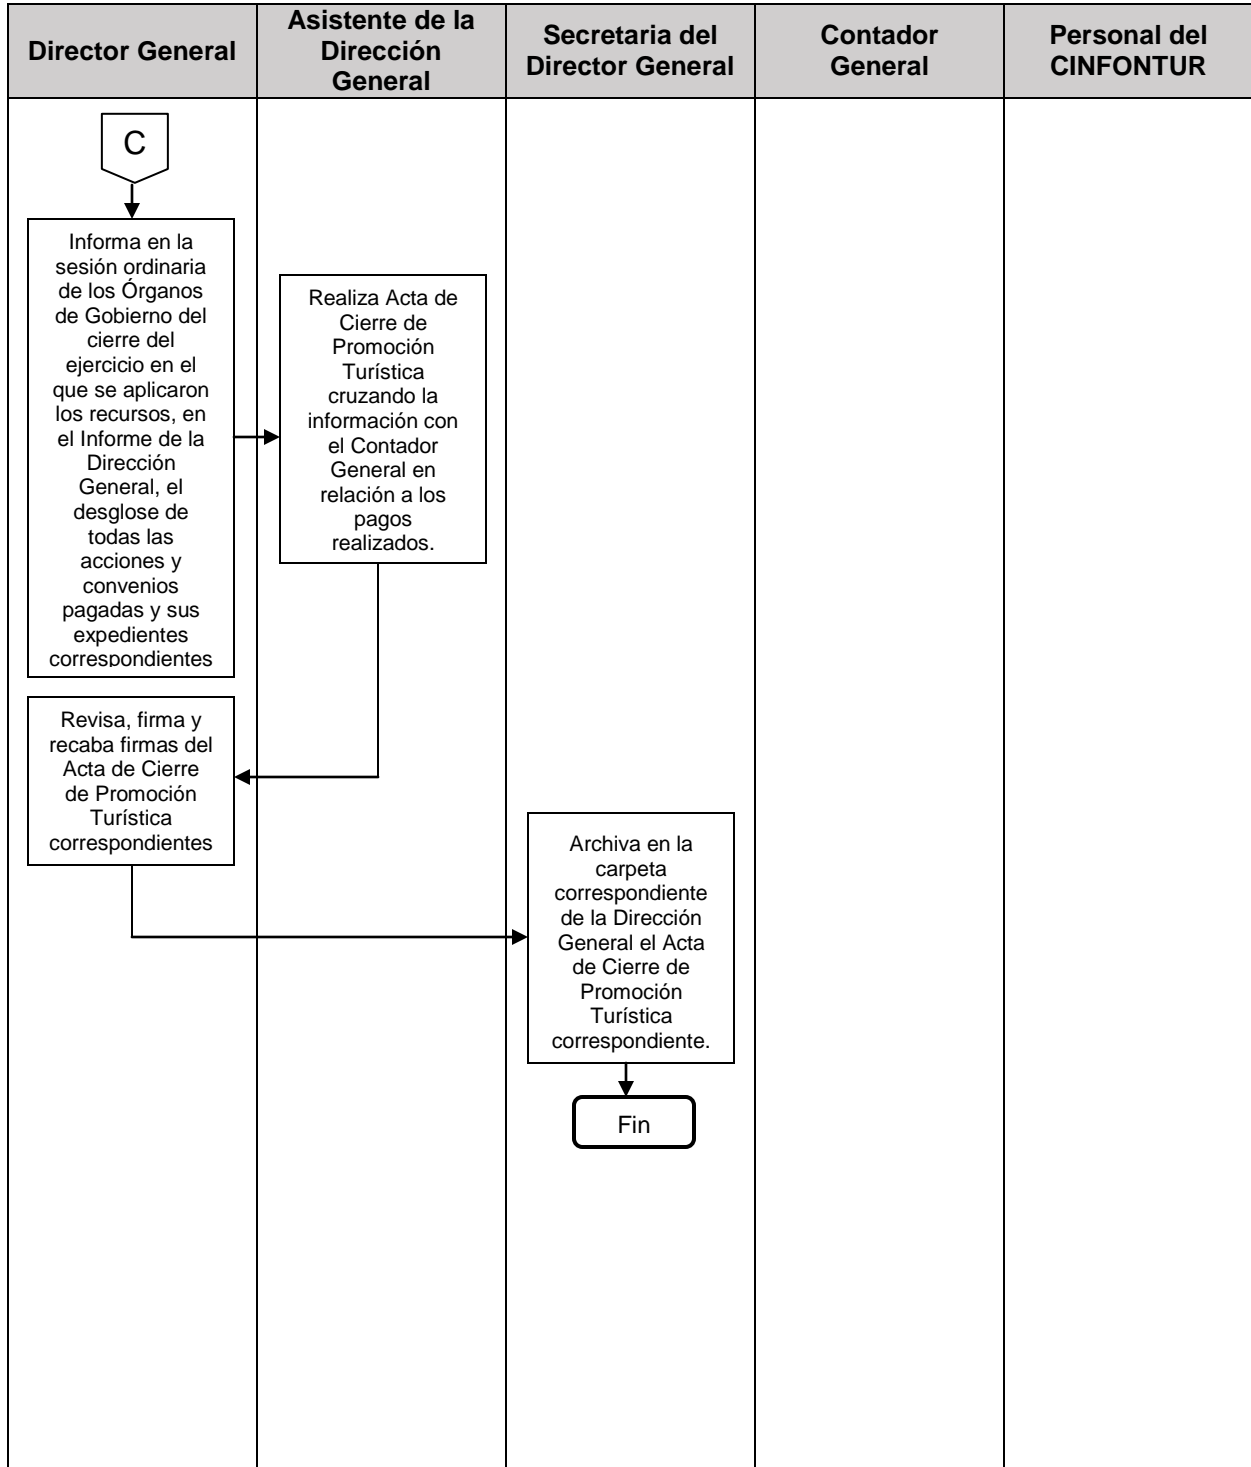 Director General
Asistente de la
Dirección
General
Secretaria del
Director General
Contador
General
Personal del
CINFONTUR
C
Informa en la
sesión ordinaria
de los Órganos
de Gobierno del
cierre del
ejercicio en el
que se aplicaron
los recursos, en
el Informe de la
Dirección
General, el
desglose de
todas las
acciones y
convenios
pagadas y sus
expedientes
correspondientes
Realiza Acta de
Cierre de
Promoción
Turística
cruzando la
información con
el Contador
General en
relación a los
pagos
realizados.
Revisa, firma y
recaba firmas del
Acta de Cierre
de Promoción
Turística
correspondientes
Archiva en la
carpeta
correspondiente
de la Dirección
General el Acta
de Cierre de
Promoción
Turística
correspondiente.
Fin